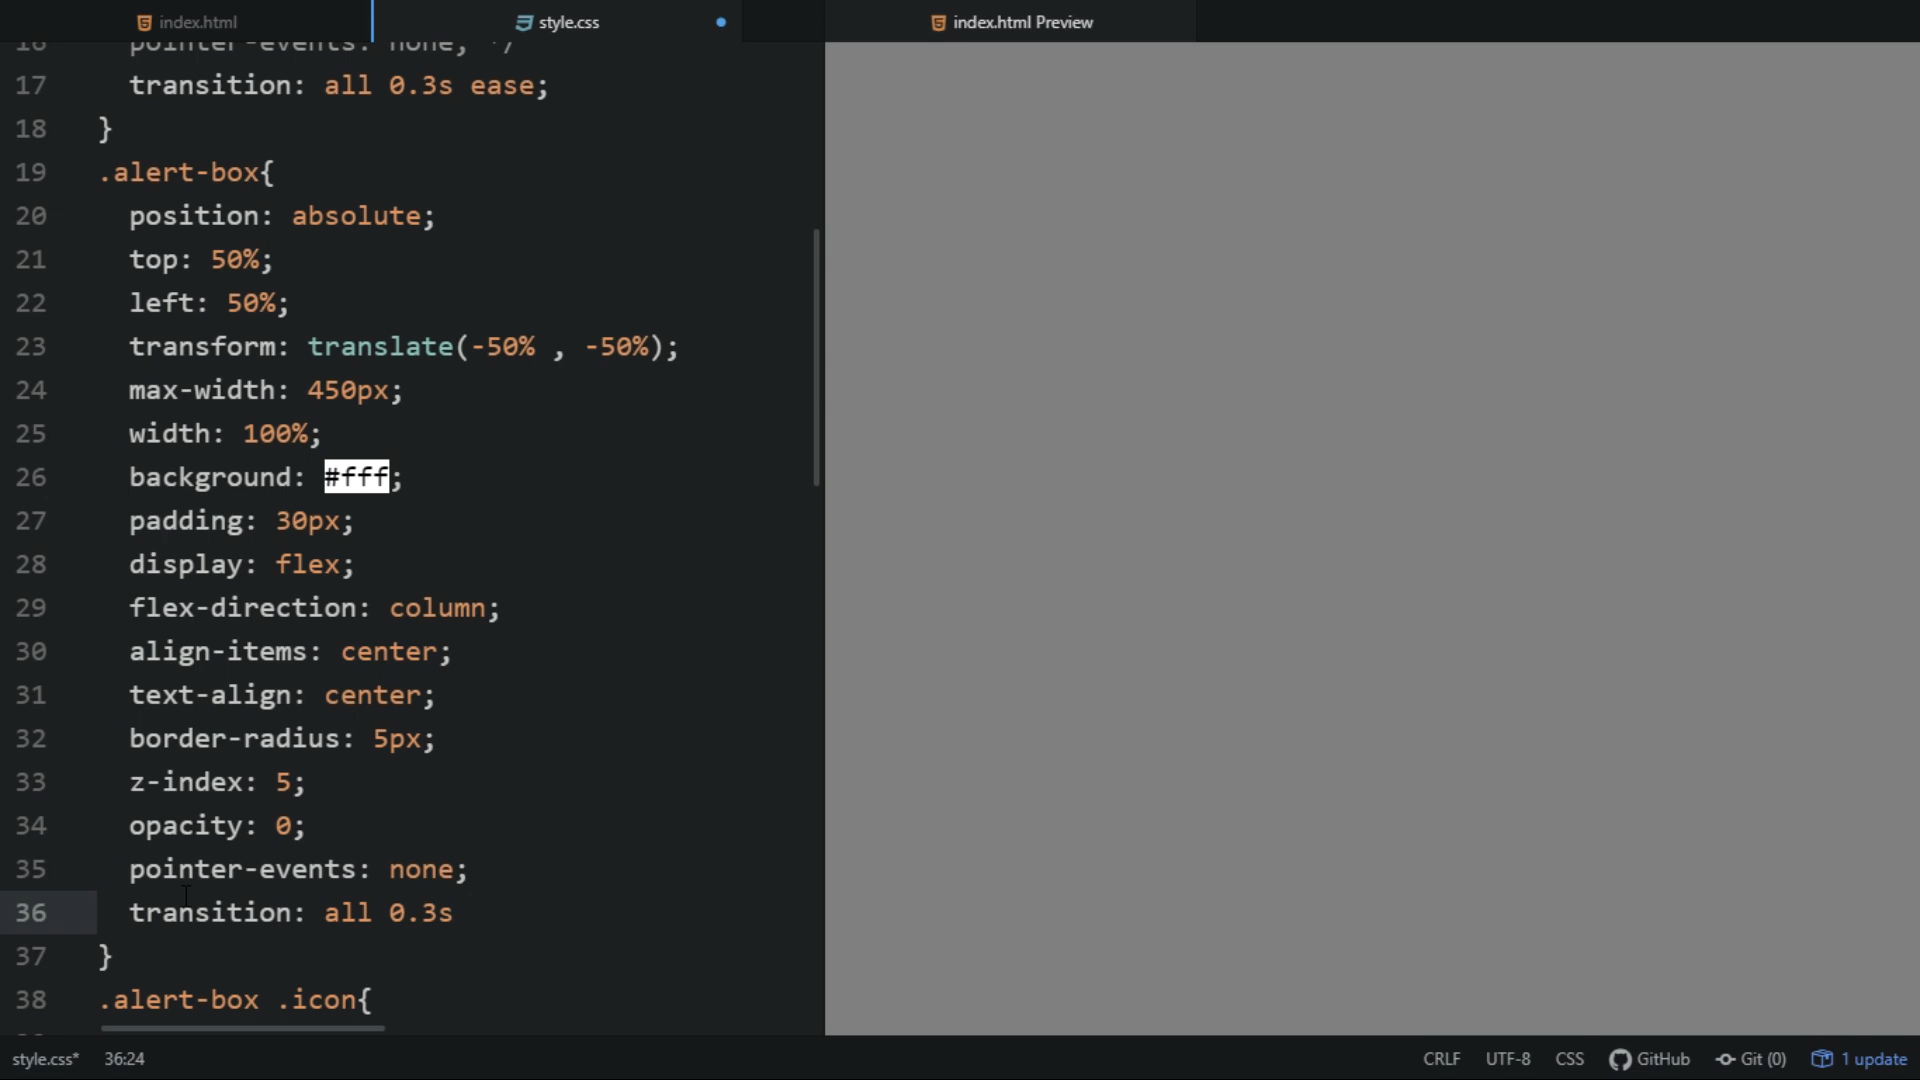 index.html
style.css
index.html Preview
16 pointer-events: none; */
17 transition: all 0.3s ease;
18 }
19 .alert-box{
20 position: absolute;
21 top: 50%;
22 left: 50%;
23 transform: translate(-50% , -50%);
24 max-width: 450px;
25 width: 100%;
26 background: #fff;
27 padding: 30px;
28 display: flex;
29 flex-direction: column;
30 align-items: center;
31 text-align: center;
32 border-radius: 5px;
33 z-index: 5;
34 opacity: 0;
35 pointer-events: none;
36 transition: all 0.3s
37 }
38 .alert-box .icon{
style.css* 36:24 CRLF UTF-8 CSS GitHub Git (0) 1 update